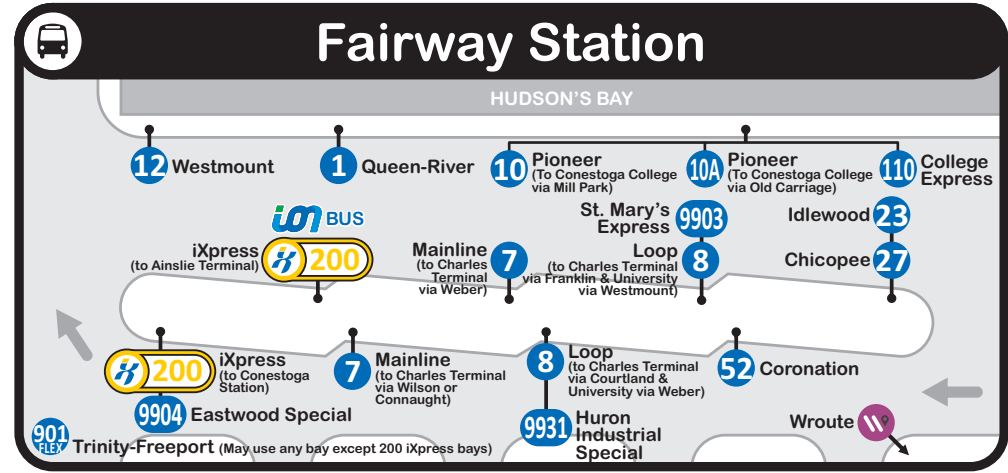 Fairway Station
HUDSON'S BAY
12 Westmount
1 Queen-River
10 Pioneer
(To Conestoga College
via Mill Park)
10A Pioneer
(To Conestoga College
via Old Carriage)
110 College
Express
St. Mary's
Express 9903
Idlewood 23
ion BUS
iXpress
(to Ainslie Terminal)
iX 200
Mainline
(to Charles
Terminal
via Weber)
7
Loop
(to Charles Terminal
via Franklin & University
via Westmount)
8
Chicopee 27
iX 200
iXpress
(to Conestoga
Station)
7
Mainline
(to Charles Terminal
via Wilson or
Connaught)
8
Loop
(to Charles Terminal
via Courtland &
University via Weber)
52 Coronation
9904 Eastwood Special
9931 Huron
Industrial
Special
Wroute
W
901
FLEX
Trinity-Freeport (May use any bay except 200 iXpress bays)